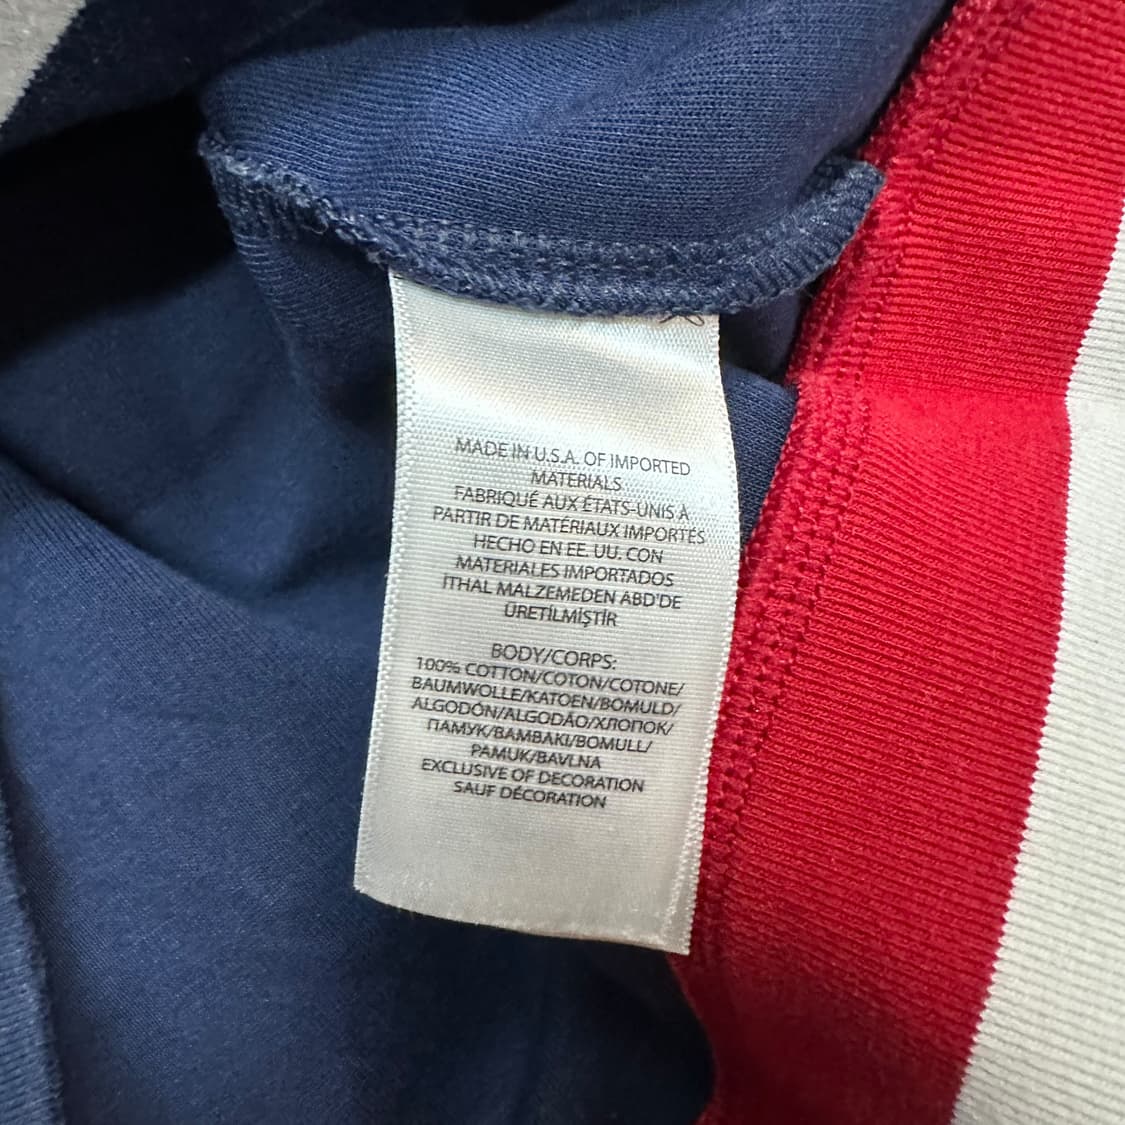 MADE IN U.S.A. OF IMPORTED
MATERIALS
FABRIQUÉ AUX ÉTATS-UNIS À
PARTIR DE MATÉRIAUX IMPORTÉS
HECHO EN EE. UU. CON
MATERIALES IMPORTADOS
İTHAL MALZEMEDEN ABD'DE
ÜRETİLMİŞTİR
BODY/CORPS:
100% COTTON/COTON/COTONE/
BAUMWOLLE/KATOEN/BOMULD/
ALGODÓN/ALGODÃO/ХЛОПОК/
ПАМУК/BAMBAKI/BOMULL/
PAMUK/BAVLNA
EXCLUSIVE OF DECORATION
SAUF DÉCORATION